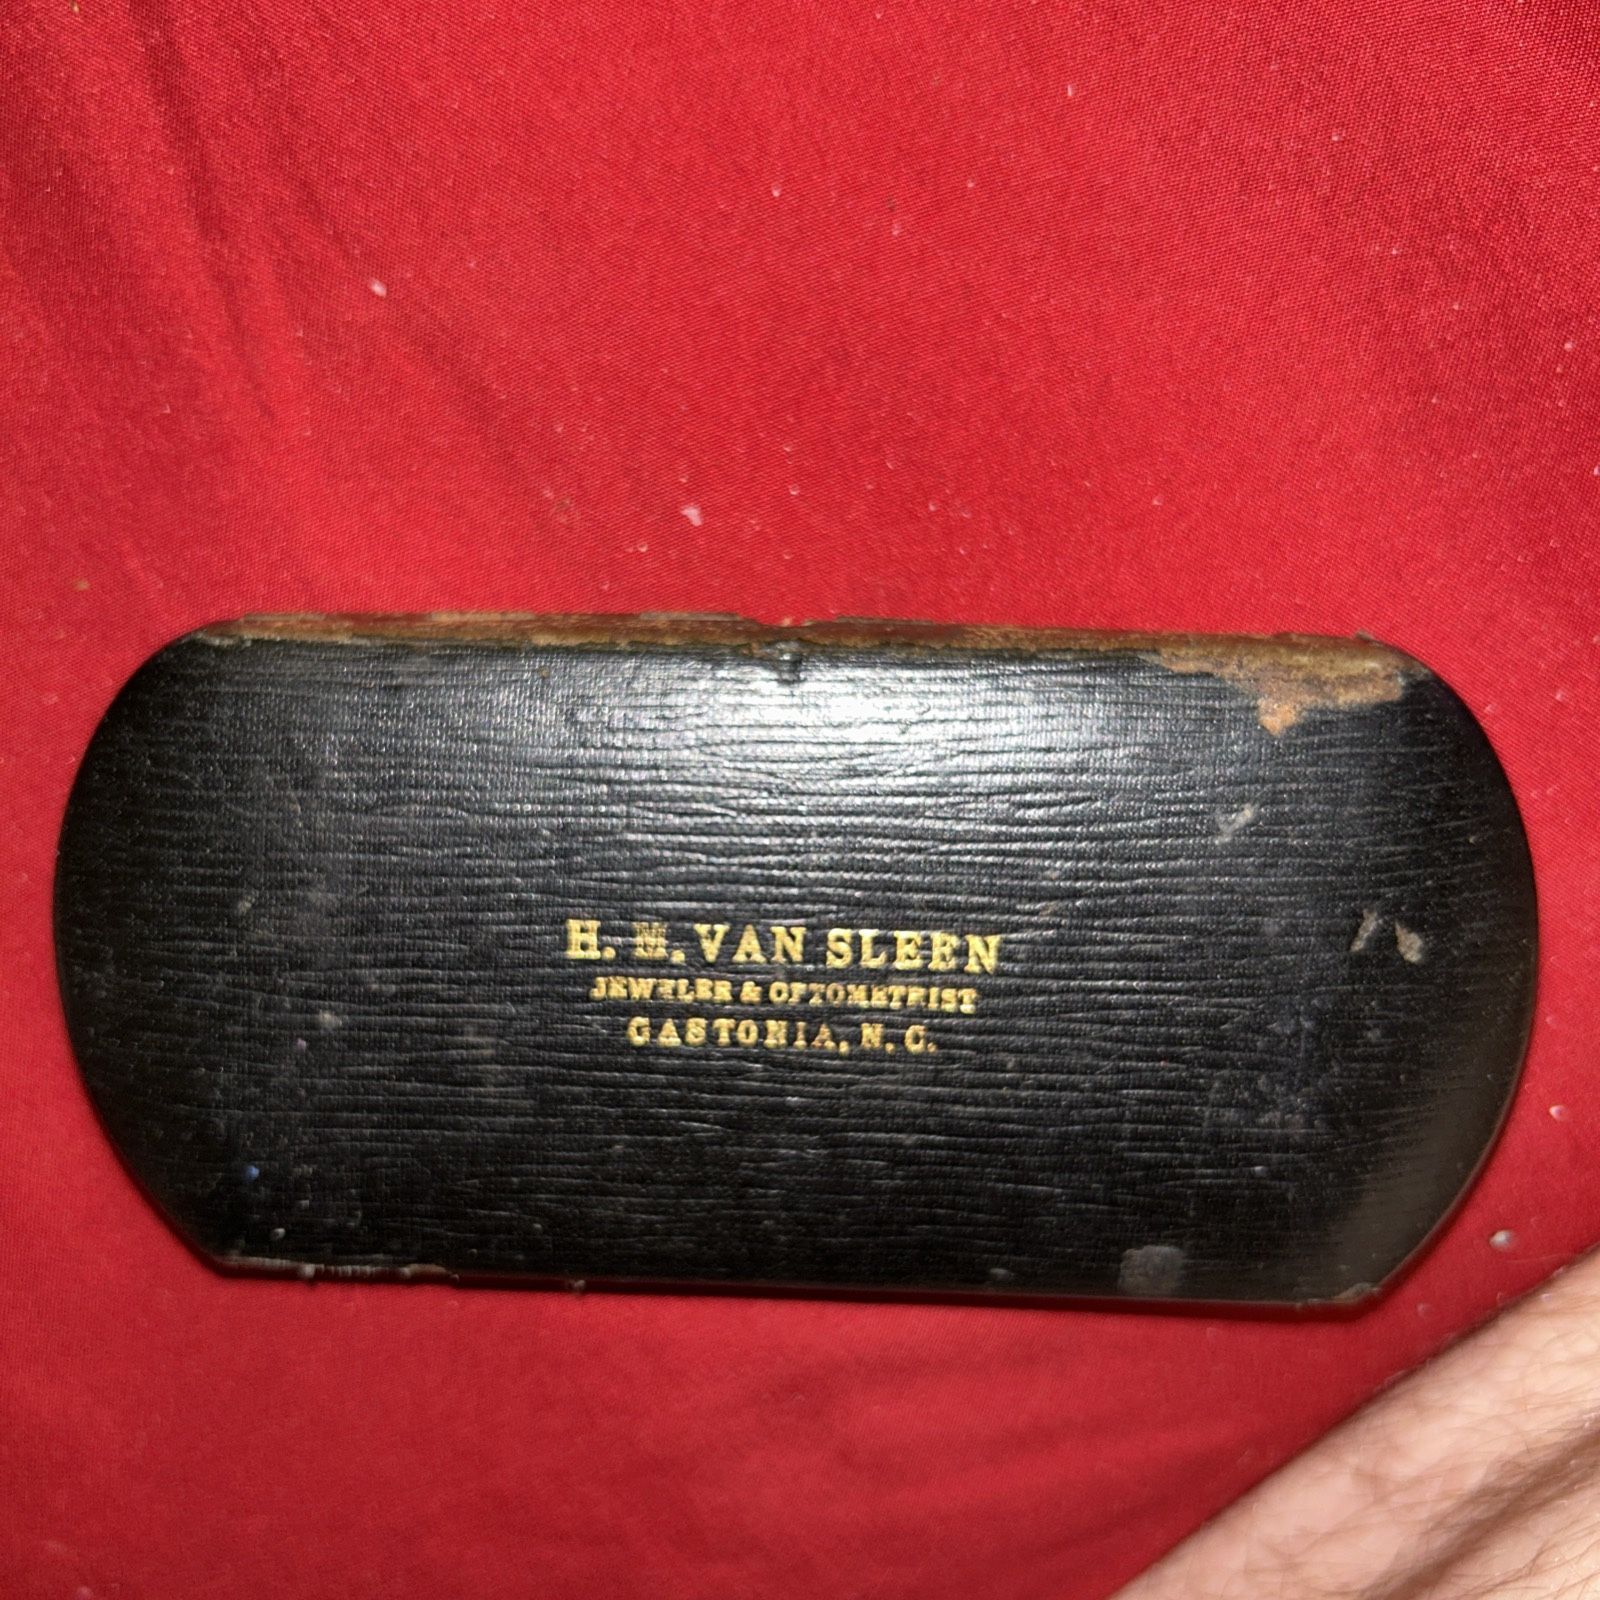 H. M. VAN SLEEN
JEWELER & OPTOMETRIST
GASTONIA, N. C.